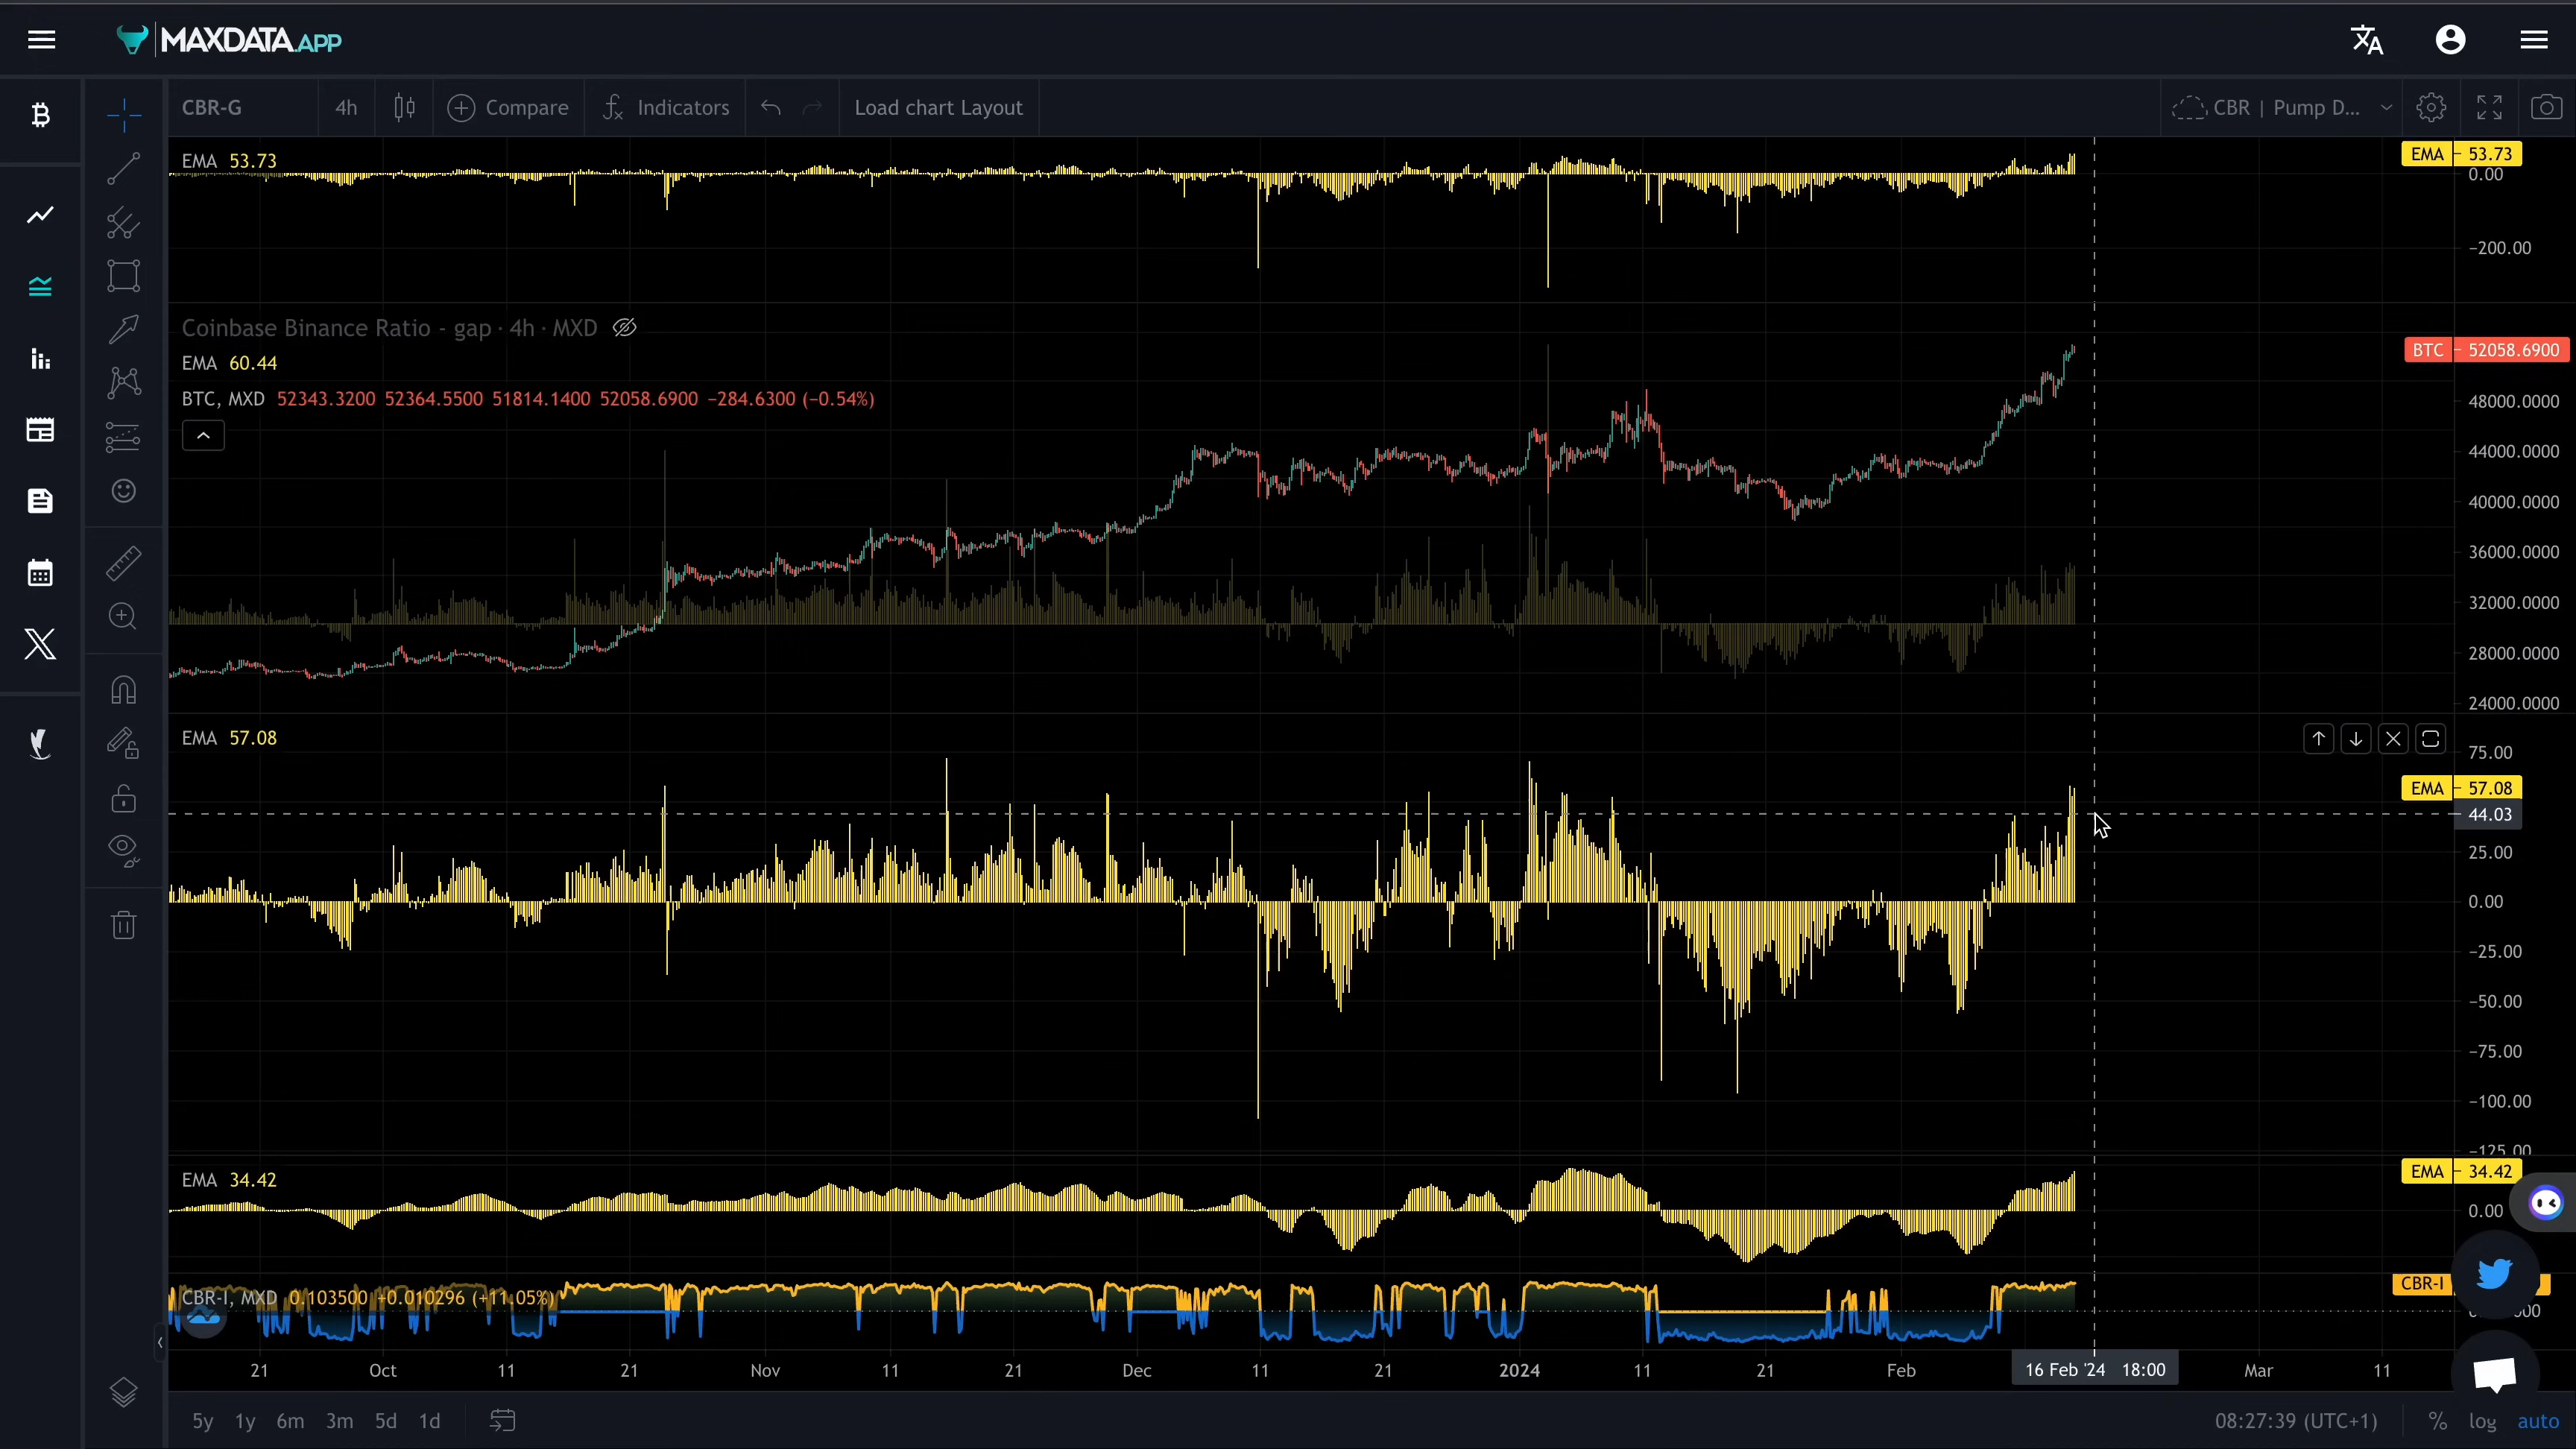 MAXDATA.APP
CBR-G 4h Compare Indicators Load chart Layout CBR | Pump D...
EMA 53.73
EMA 53.73
0.00
−200.00
Coinbase Binance Ratio - gap · 4h · MXD
EMA 60.44
BTC, MXD 52343.3200 52364.5500 51814.1400 52058.6900 −284.6300 (−0.54%)
BTC 52058.6900
48000.0000
44000.0000
40000.0000
36000.0000
32000.0000
28000.0000
24000.0000
EMA 57.08
75.00
EMA 57.08
44.03
25.00
0.00
−25.00
−50.00
−75.00
−100.00
−125.00
EMA 34.42
EMA 34.42
0.00
CBR-I, MXD 0.103500 +0.010296 (+11.05%)
CBR-I
21 Oct 11 21 Nov 11 21 Dec 11 21 2024 11 21 Feb 16 Feb '24 18:00 Mar 11
5y 1y 6m 3m 5d 1d 08:27:39 (UTC+1) % log auto